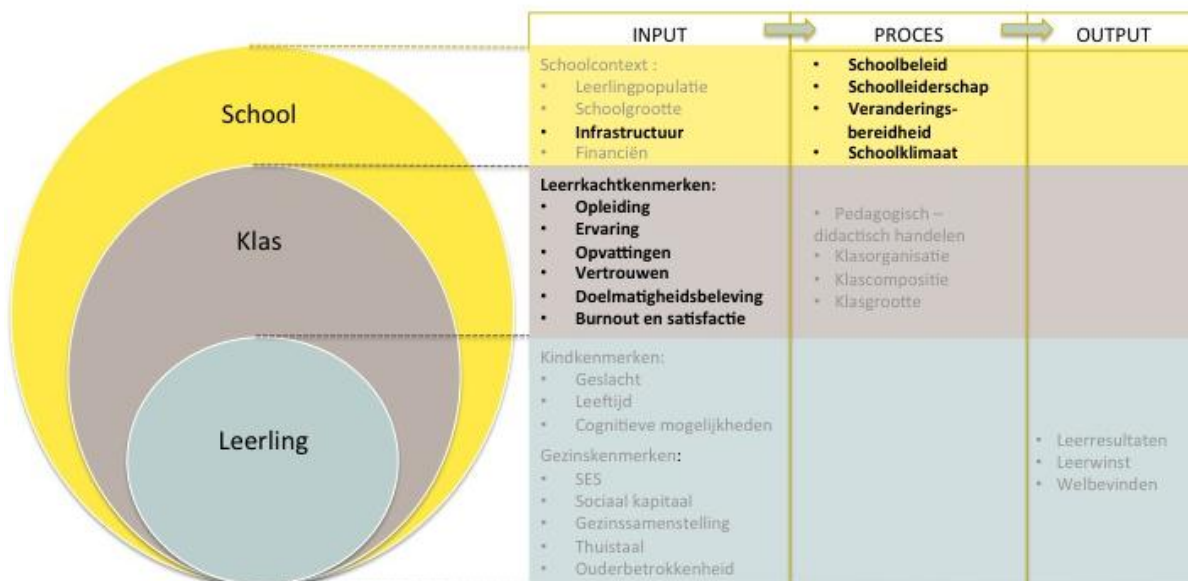 INPUT
PROCES
OUTPUT
School
Klas
Leerling
Schoolcontext :
• Leerlingpopulatie
• Schoolgrootte
• Infrastructuur
• Financiën
• Schoolbeleid
• Schoolleiderschap
• Veranderings-
bereidheid
• Schoolklimaat
Leerrkachtkenmerken:
• Opleiding
• Ervaring
• Opvattingen
• Vertrouwen
• Doelmatigheidsbeleving
• Burnout en satisfactie
• Pedagogisch –
didactisch handelen
• Klasorganisatie
• Klascompositie
• Klasgrootte
Kindkenmerken:
• Geslacht
• Leeftijd
• Cognitieve mogelijkheden
Gezinskenmerken:
• SES
• Sociaal kapitaal
• Gezinssamenstelling
• Thuistaal
• Ouderbetrokkenheid
• Leerresultaten
• Leerwinst
• Welbevinden